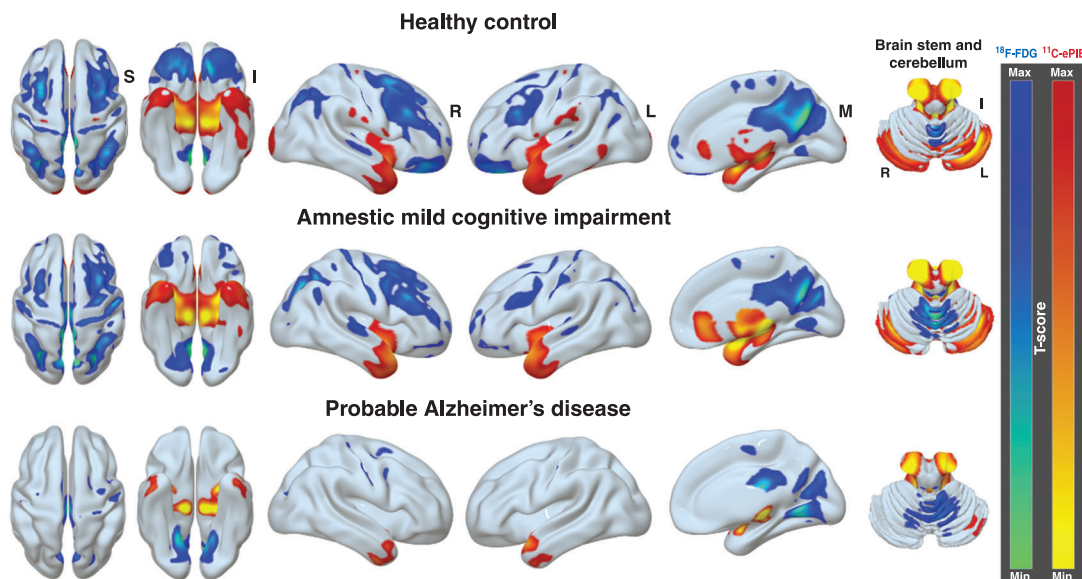 Healthy control
S
I
R
L
M
Brain stem and
cerebellum
I
R
L
¹⁸F-FDG
¹¹C-ePIB
Max
Max
Amnestic mild cognitive impairment
T-score
Probable Alzheimer's disease
Min
Min